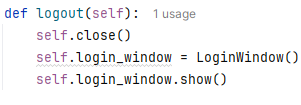 def logout(self): 1 usage
    self.close()
    self.login_window = LoginWindow()
    self.login_window.show()